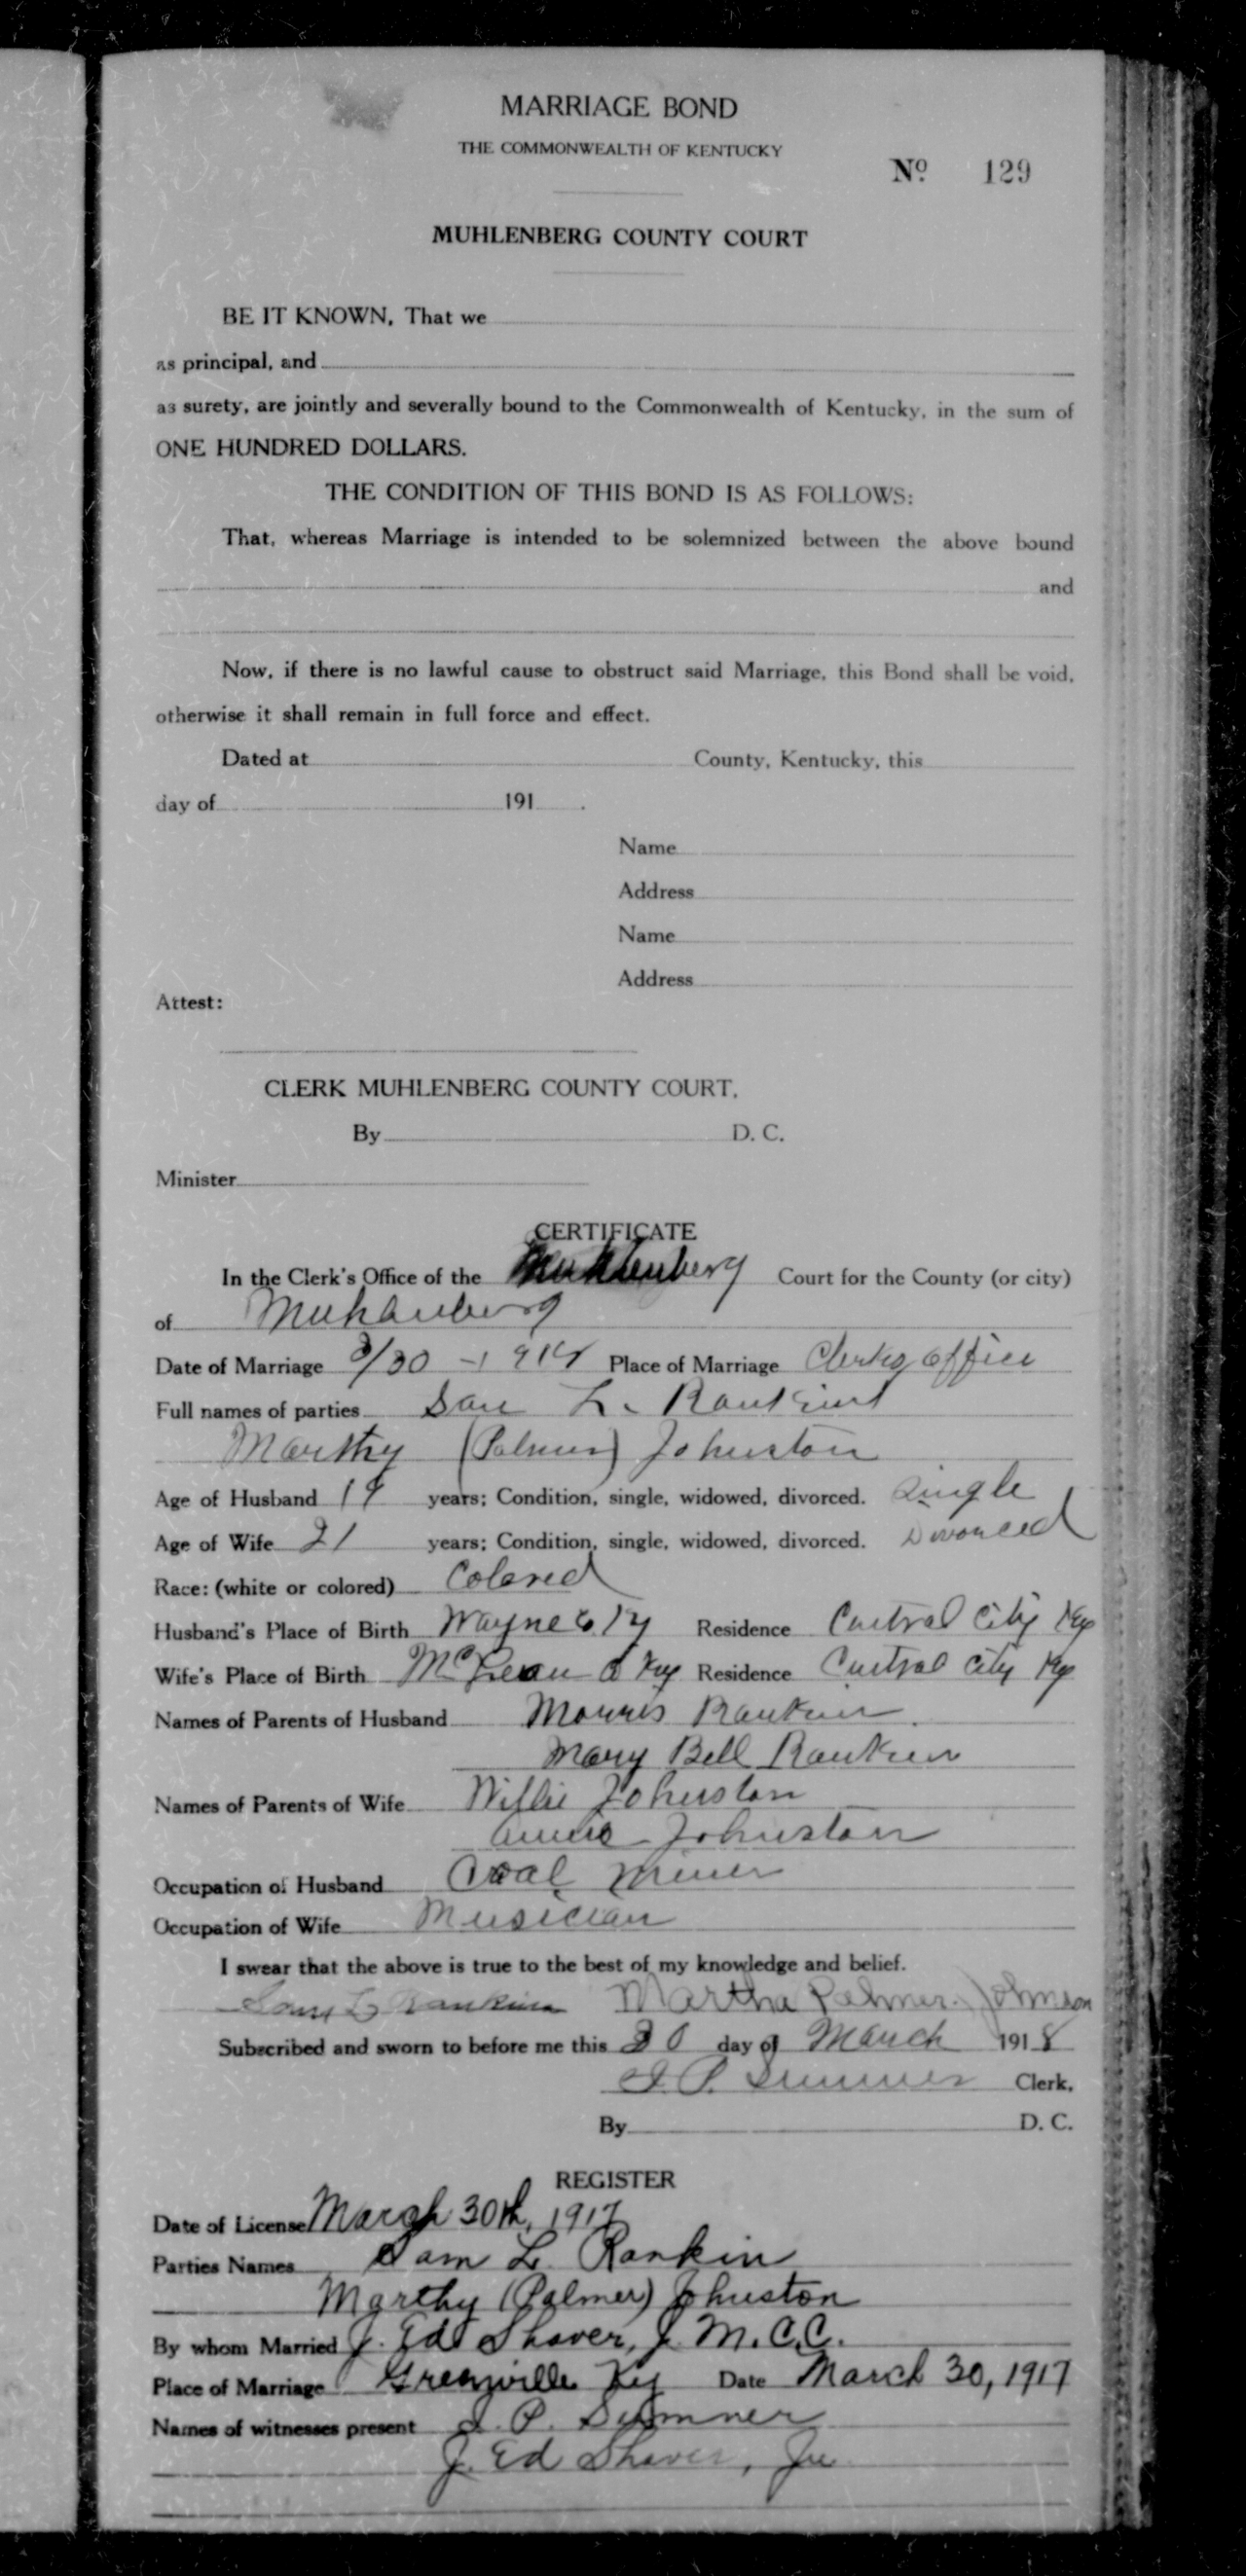 MARRIAGE BOND
THE COMMONWEALTH OF KENTUCKY
Nº 129
MUHLENBERG COUNTY COURT
BE IT KNOWN, That we
as principal, and
as surety, are jointly and severally bound to the Commonwealth of Kentucky, in the sum of
ONE HUNDRED DOLLARS.
THE CONDITION OF THIS BOND IS AS FOLLOWS:
That, whereas Marriage is intended to be solemnized between the above bound
and
Now, if there is no lawful cause to obstruct said Marriage, this Bond shall be void,
otherwise it shall remain in full force and effect.
Dated at County, Kentucky, this
day of 191 .
Name
Address
Name
Address
Attest:
CLERK MUHLENBERG COUNTY COURT.
By D. C.
Minister
CERTIFICATE
In the Clerk's Office of the Muhlenberg Court for the County (or city)
of Muhlenberg
Date of Marriage 3/30 - Place of Marriage Clerks office
Full names of parties Sam L. Rankin
Marthy (Palmer) Johnston
Age of Husband 19 years; Condition, single, widowed, divorced. Single
Age of Wife 21 years; Condition, single, widowed, divorced. Divorced
Race: (white or colored) Colored
Husband's Place of Birth Wayne Co. Ky Residence Central City Ky
Wife's Place of Birth McLean Co Ky Residence Central City Ky
Names of Parents of Husband Morris Rankin
Mary Bell Rankin
Names of Parents of Wife Willie Johnston
Annie Johnston
Occupation of Husband Coal Miner
Occupation of Wife Musician
I swear that the above is true to the best of my knowledge and belief.
Sam L Rankin Martha Palmer Johnson
Subscribed and sworn to before me this 30 day of March 1918
J. P. Sumner Clerk.
By D. C.
REGISTER
Date of License March 30th, 1917
Parties Names Sam L. Rankin
Marthy (Palmer) Johnston
By whom Married J. Ed Shaver, J. M. C. C.
Place of Marriage Greenville Ky Date March 30, 1917
Names of witnesses present J. P. Sumner
J. Ed Shaver, Ju